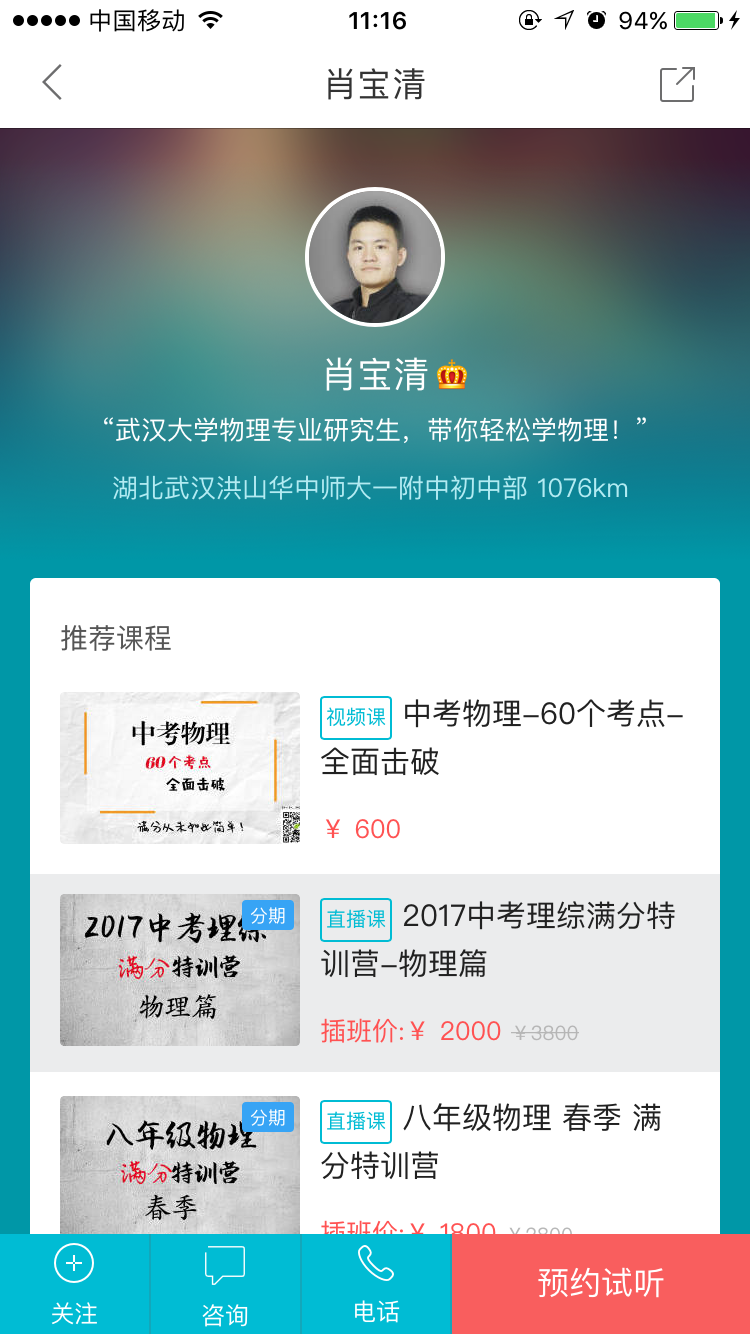 中国移动 11:16 94%
肖宝清
肖宝清
“武汉大学物理专业研究生，带你轻松学物理！”
湖北武汉洪山华中师大一附中初中部 1076km
推荐课程
中考物理
60个考点
全面击破
满分从未如此简单！
视频课 中考物理-60个考点-
全面击破
¥ 600
分期
2017中考理综
满分特训营
物理篇
直播课 2017中考理综满分特
训营-物理篇
插班价:¥ 2000 ¥3800
分期
八年级物理
满分特训营
春季
直播课 八年级物理 春季 满
分特训营
插班价:¥ 1800 ¥2800
关注
咨询
电话
预约试听